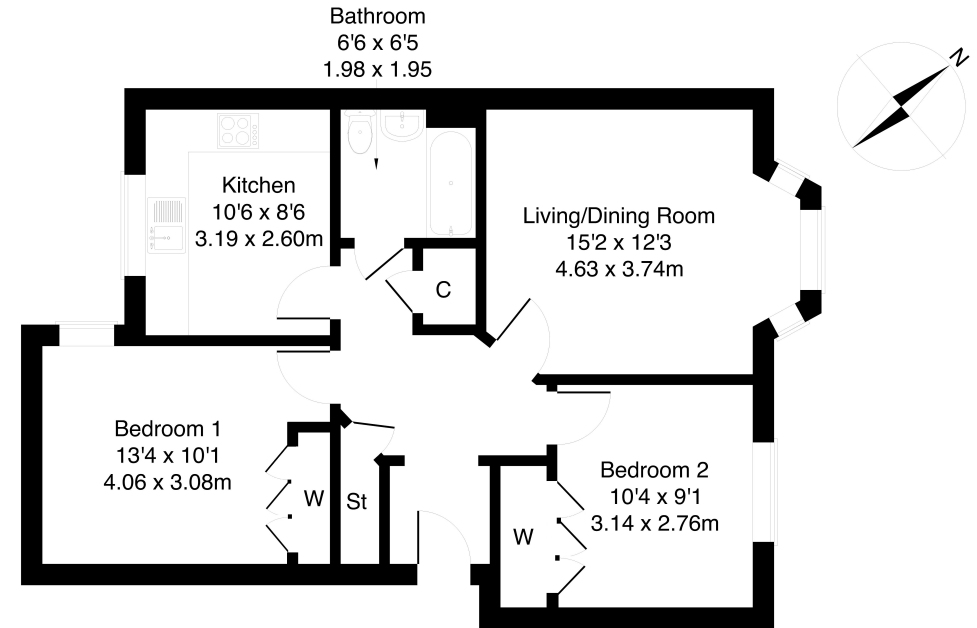 Bathroom
6'6 x 6'5
1.98 x 1.95
N
Kitchen
10'6 x 8'6
3.19 x 2.60m
Living/Dining Room
15'2 x 12'3
4.63 x 3.74m
C
Bedroom 1
13'4 x 10'1
4.06 x 3.08m
W
St
Bedroom 2
10'4 x 9'1
3.14 x 2.76m
W